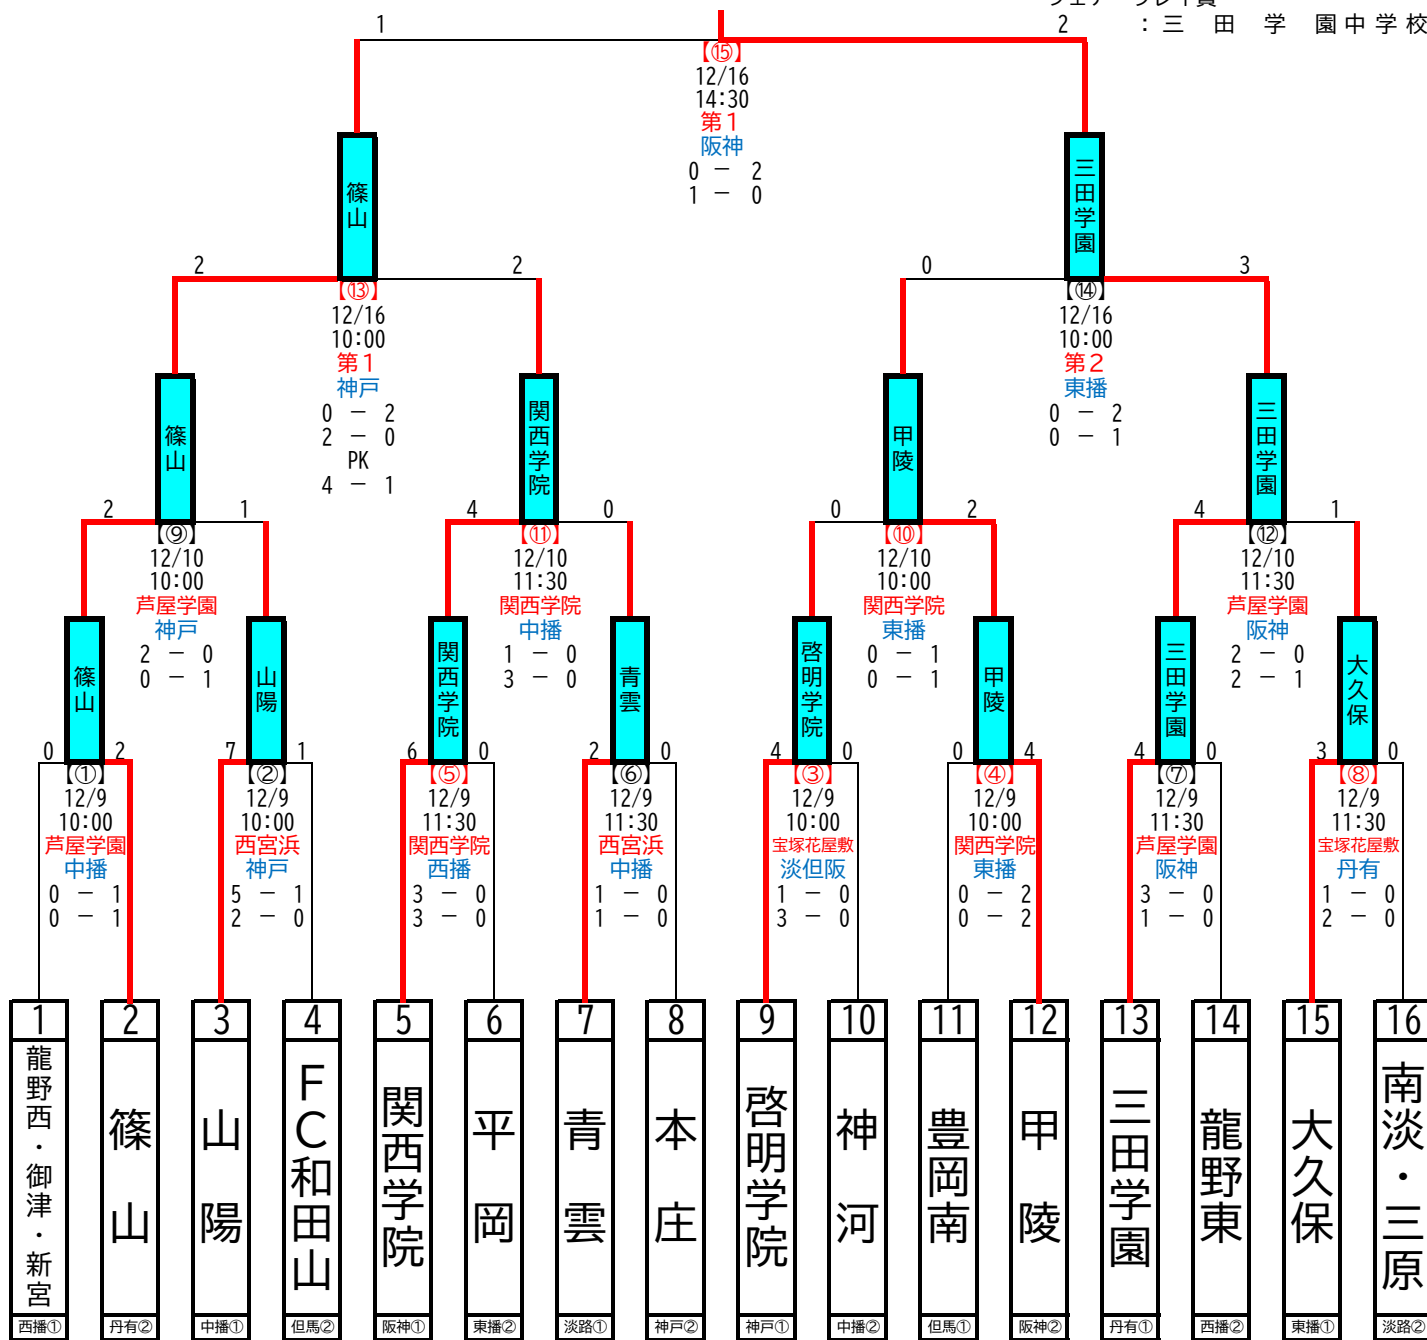 1
2
：三　田　学　園中学校
【⑮】
12/16
14:30
第1
阪神
0 － 2
1 － 0
篠山
三田学園
2
2
0
3
【⑬】
12/16
10:00
第1
神戸
0 － 2
2 － 0
PK
4 － 1
【⑭】
12/16
10:00
第2
東播
0 － 2
0 － 1
篠山
関西学院
甲陵
三田学園
2
1
4
0
0
2
4
1
【⑨】
12/10
10:00
芦屋学園
神戸
2 － 0
0 － 1
【⑪】
12/10
11:30
関西学院
中播
1 － 0
3 － 0
【⑩】
12/10
10:00
関西学院
東播
0 － 1
0 － 1
【⑫】
12/10
11:30
芦屋学園
阪神
2 － 0
2 － 1
篠山
山陽
関西学院
青雲
啓明学院
甲陵
三田学園
大久保
0
2
7
1
6
0
2
0
4
0
0
4
4
0
3
0
【①】
12/9
10:00
芦屋学園
中播
0 － 1
0 － 1
【②】
12/9
10:00
西宮浜
神戸
5 － 1
2 － 0
【⑤】
12/9
11:30
関西学院
西播
3 － 0
3 － 0
【⑥】
12/9
11:30
西宮浜
中播
1 － 0
1 － 0
【③】
12/9
10:00
宝塚花屋敷
淡但阪
1 － 0
3 － 0
【④】
12/9
10:00
関西学院
東播
0 － 2
0 － 2
【⑦】
12/9
11:30
芦屋学園
阪神
3 － 0
1 － 0
【⑧】
12/9
11:30
宝塚花屋敷
丹有
1 － 0
2 － 0
1
龍野西・御津・新宮
西播①
2
篠山
丹有②
3
山陽
中播①
4
ＦＣ和田山
但馬②
5
関西学院
阪神①
6
平岡
東播②
7
青雲
淡路①
8
本庄
神戸②
9
啓明学院
神戸①
10
神河
中播②
11
豊岡南
但馬①
12
甲陵
阪神②
13
三田学園
丹有①
14
龍野東
西播②
15
大久保
東播①
16
南淡・三原
淡路②